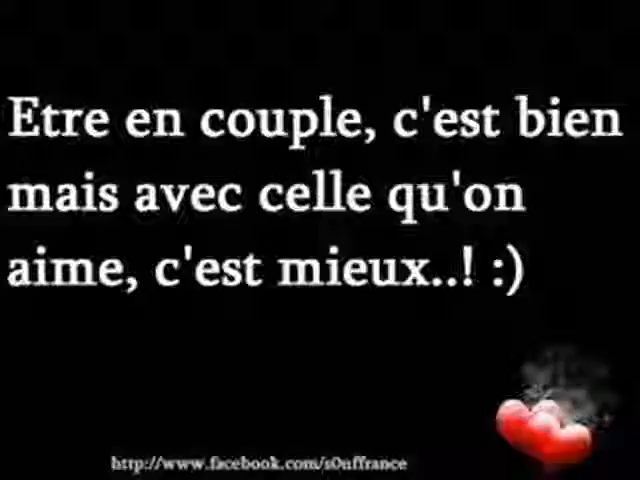 Etre en couple, c'est bien
mais avec celle qu'on
aime, c'est mieux..! :)
http://www.facebook.com/s0uffrance